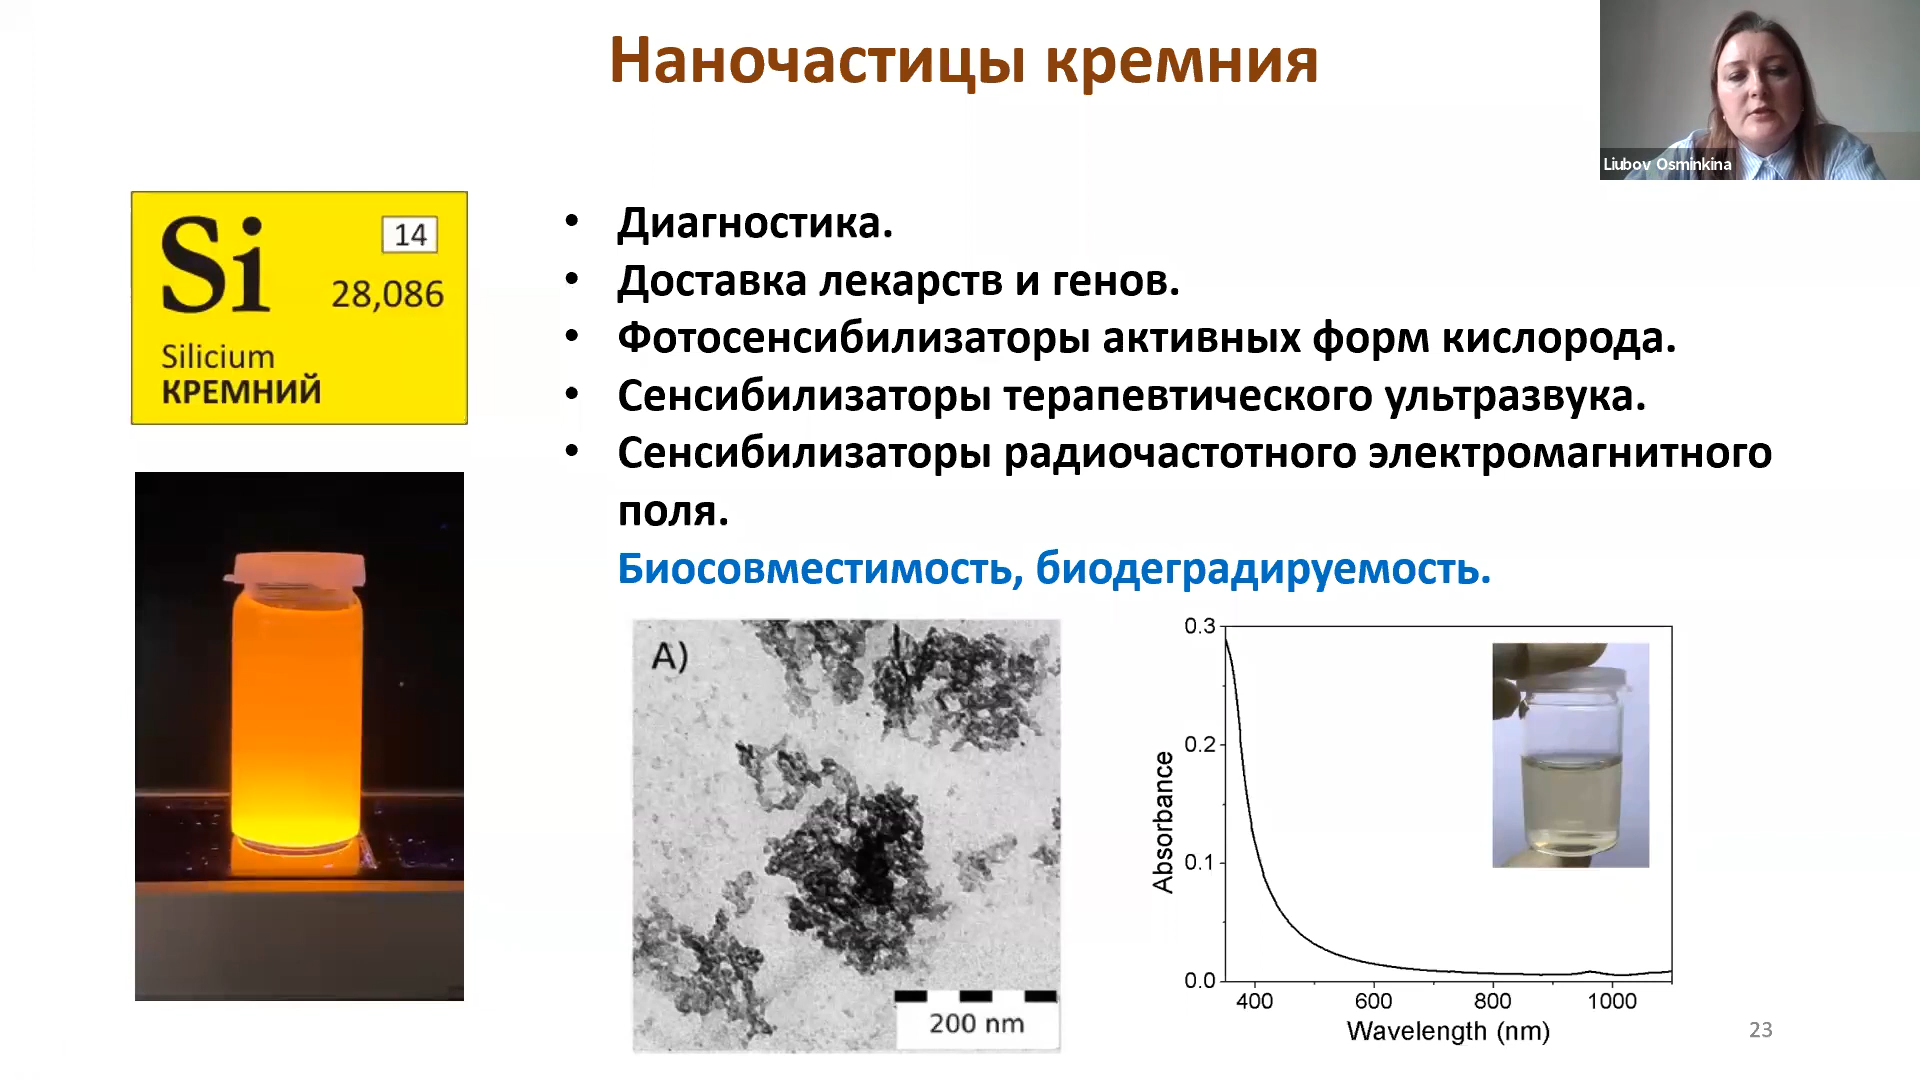 Наночастицы кремния
Liubov Osminkina
Si
14
28,086
Silicium
КРЕМНИЙ
• Диагностика.
• Доставка лекарств и генов.
• Фотосенсибилизаторы активных форм кислорода.
• Сенсибилизаторы терапевтического ультразвука.
• Сенсибилизаторы радиочастотного электромагнитного
поля.
Биосовместимость, биодеградируемость.
A)
200 nm
0.3
0.2
0.1
0.0
Absorbance
400 600 800 1000
Wavelength (nm)
23